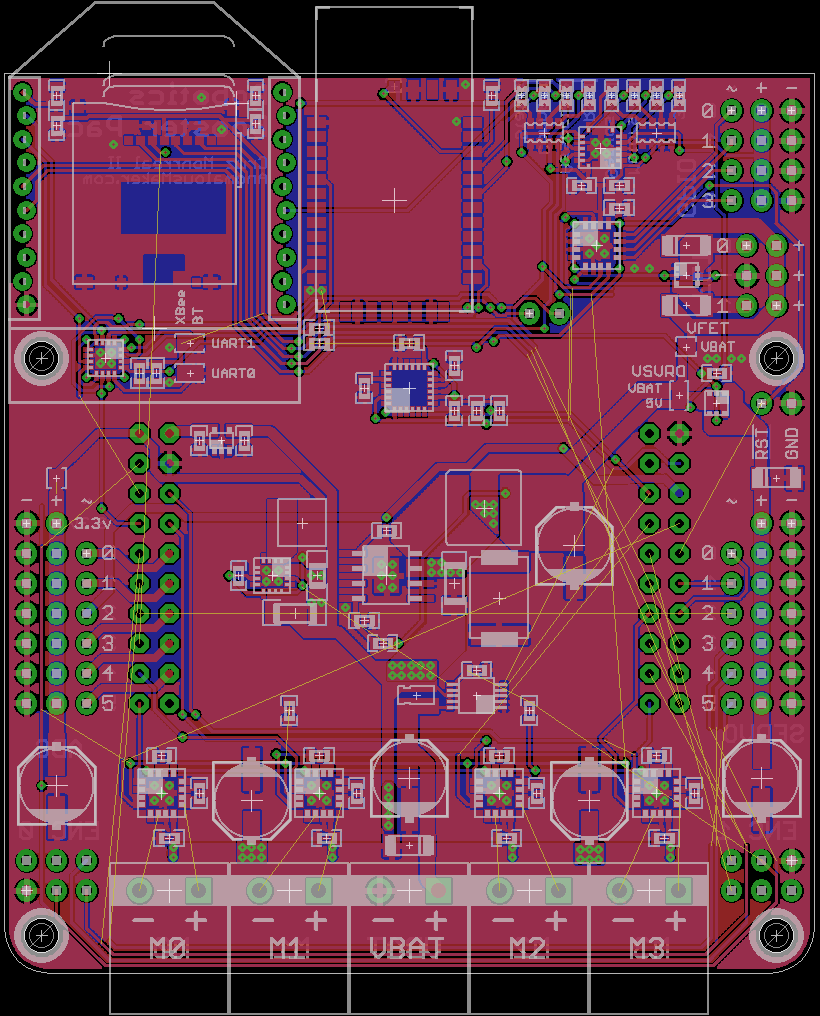 ~ + -
0
1
2
3
XBee
BT
UART1
UART0
0 +
- -
1 +
VFET
VBAT
VSVRO
VBAT
9V
RST
GND
- + ~
3.3v
~ + -
0
1
2
3
4
5
0
1
2
3
4
5
- +
- +
- +
- +
- +
M0
M1
VBAT
M2
M3